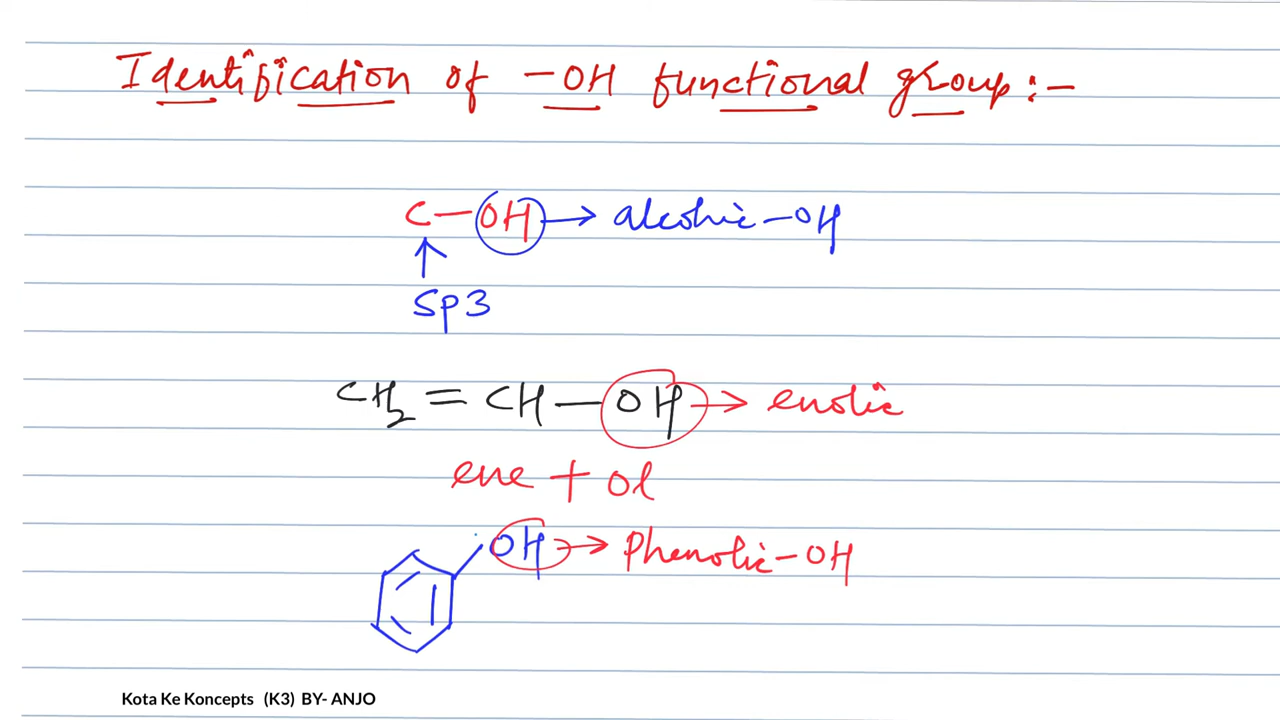 Identification of -OH functional group :-
C-OH → alcohic-OH
↑
Sp3
CH2 = CH - OH → enolic
ene + ol
OH → Phenolic-OH
Kota Ke Koncepts (K3) BY- ANJO